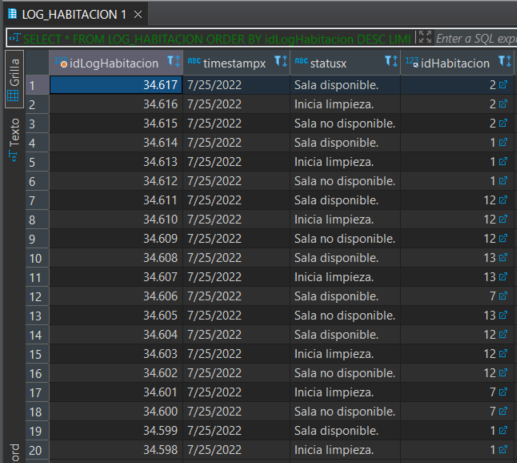 LOG_HABITACION 1
SELECT * FROM LOG_HABITACION ORDER BY idLogHabitacion DESC LIMI Enter a SQL expr
Grilla
Texto
ord
idLogHabitacion timestampx statusx idHabitacion
1 34.617 7/25/2022 Sala disponible. 2
2 34.616 7/25/2022 Inicia limpieza. 2
3 34.615 7/25/2022 Sala no disponible. 2
4 34.614 7/25/2022 Sala disponible. 1
5 34.613 7/25/2022 Inicia limpieza. 1
6 34.612 7/25/2022 Sala no disponible. 1
7 34.611 7/25/2022 Sala disponible. 12
8 34.610 7/25/2022 Inicia limpieza. 12
9 34.609 7/25/2022 Sala no disponible. 12
10 34.608 7/25/2022 Sala disponible. 13
11 34.607 7/25/2022 Inicia limpieza. 13
12 34.606 7/25/2022 Sala disponible. 7
13 34.605 7/25/2022 Sala no disponible. 13
14 34.604 7/25/2022 Sala disponible. 12
15 34.603 7/25/2022 Inicia limpieza. 12
16 34.602 7/25/2022 Sala no disponible. 12
17 34.601 7/25/2022 Inicia limpieza. 7
18 34.600 7/25/2022 Sala no disponible. 7
19 34.599 7/25/2022 Sala disponible. 1
20 34.598 7/25/2022 Inicia limpieza. 1